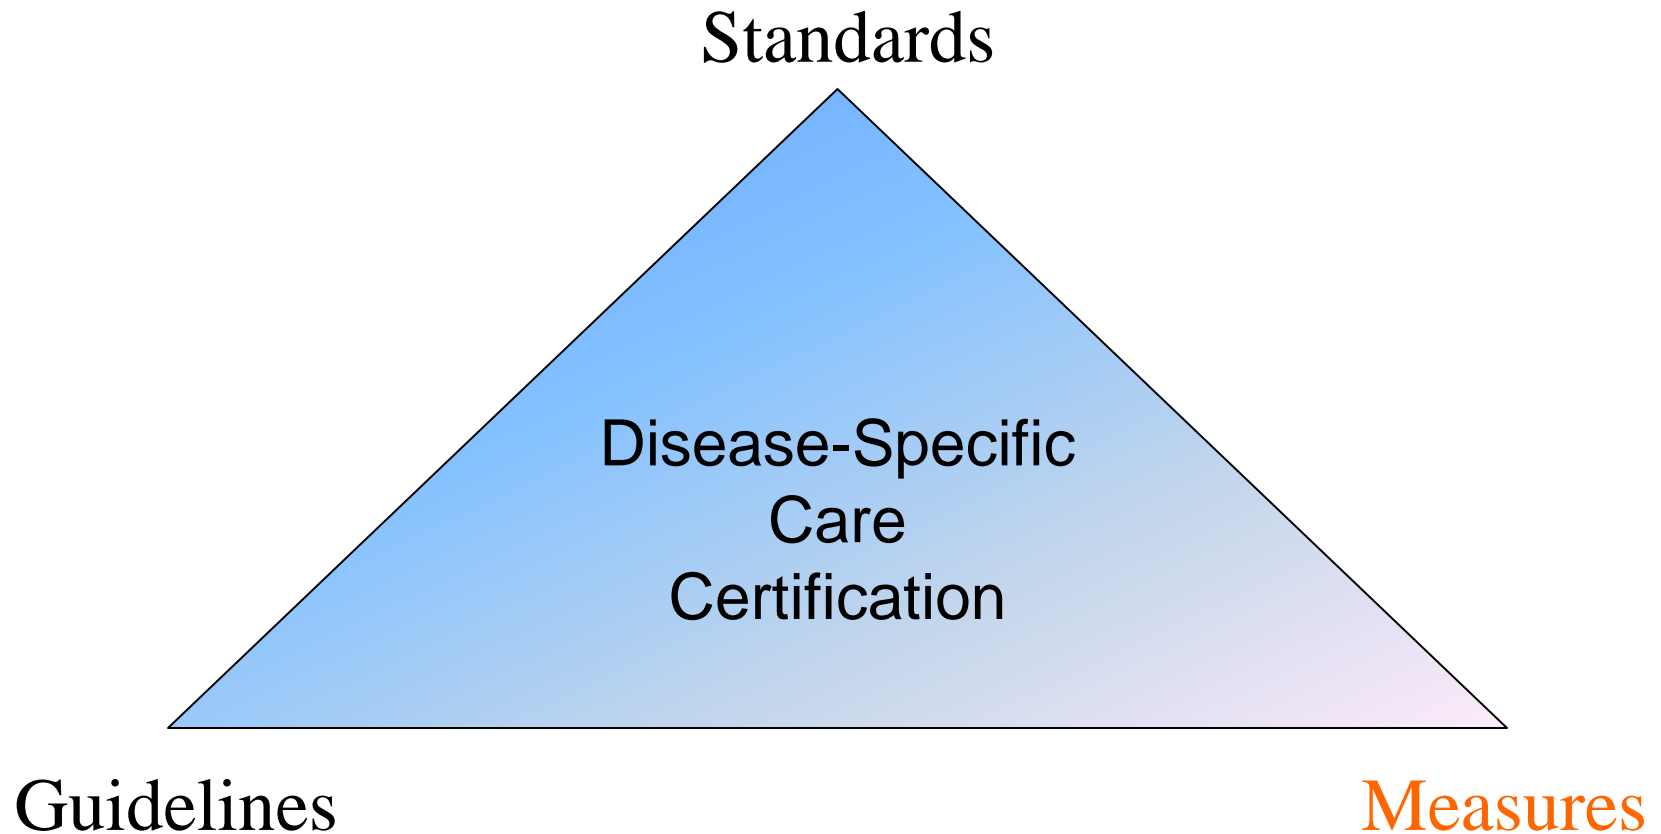 Standards
Disease-Specific
Care
Certification
Guidelines
Measures